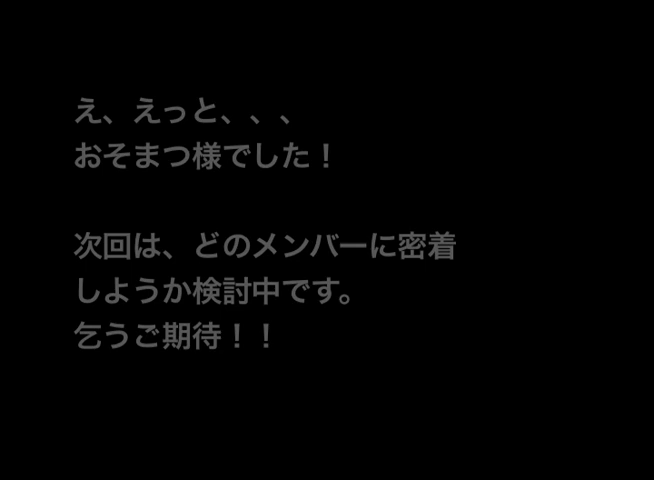 え、えっと、、、
おそまつ様でした！
次回は、どのメンバーに密着
しようか検討中です。
乞うご期待！！